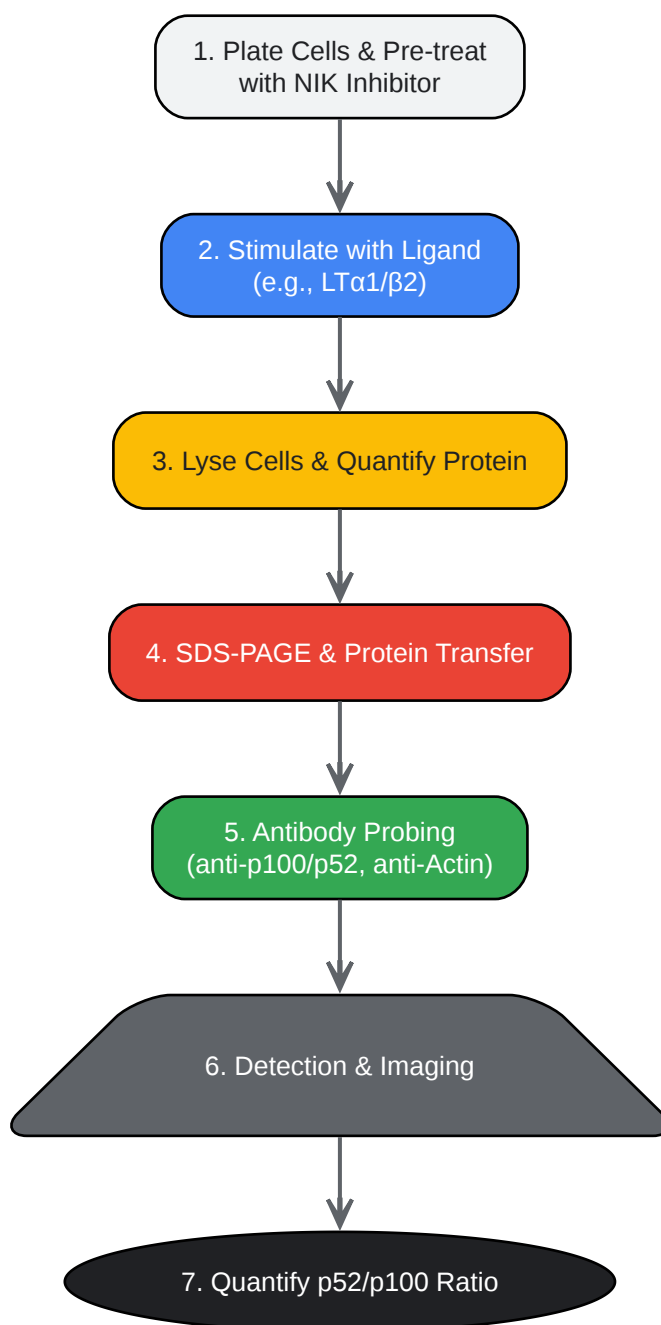 1. Plate Cells & Pre-treat
with NIK Inhibitor
2. Stimulate with Ligand
(e.g., LTα1/β2)
3. Lyse Cells & Quantify Protein
4. SDS-PAGE & Protein Transfer
5. Antibody Probing
(anti-p100/p52, anti-Actin)
6. Detection & Imaging
7. Quantify p52/p100 Ratio